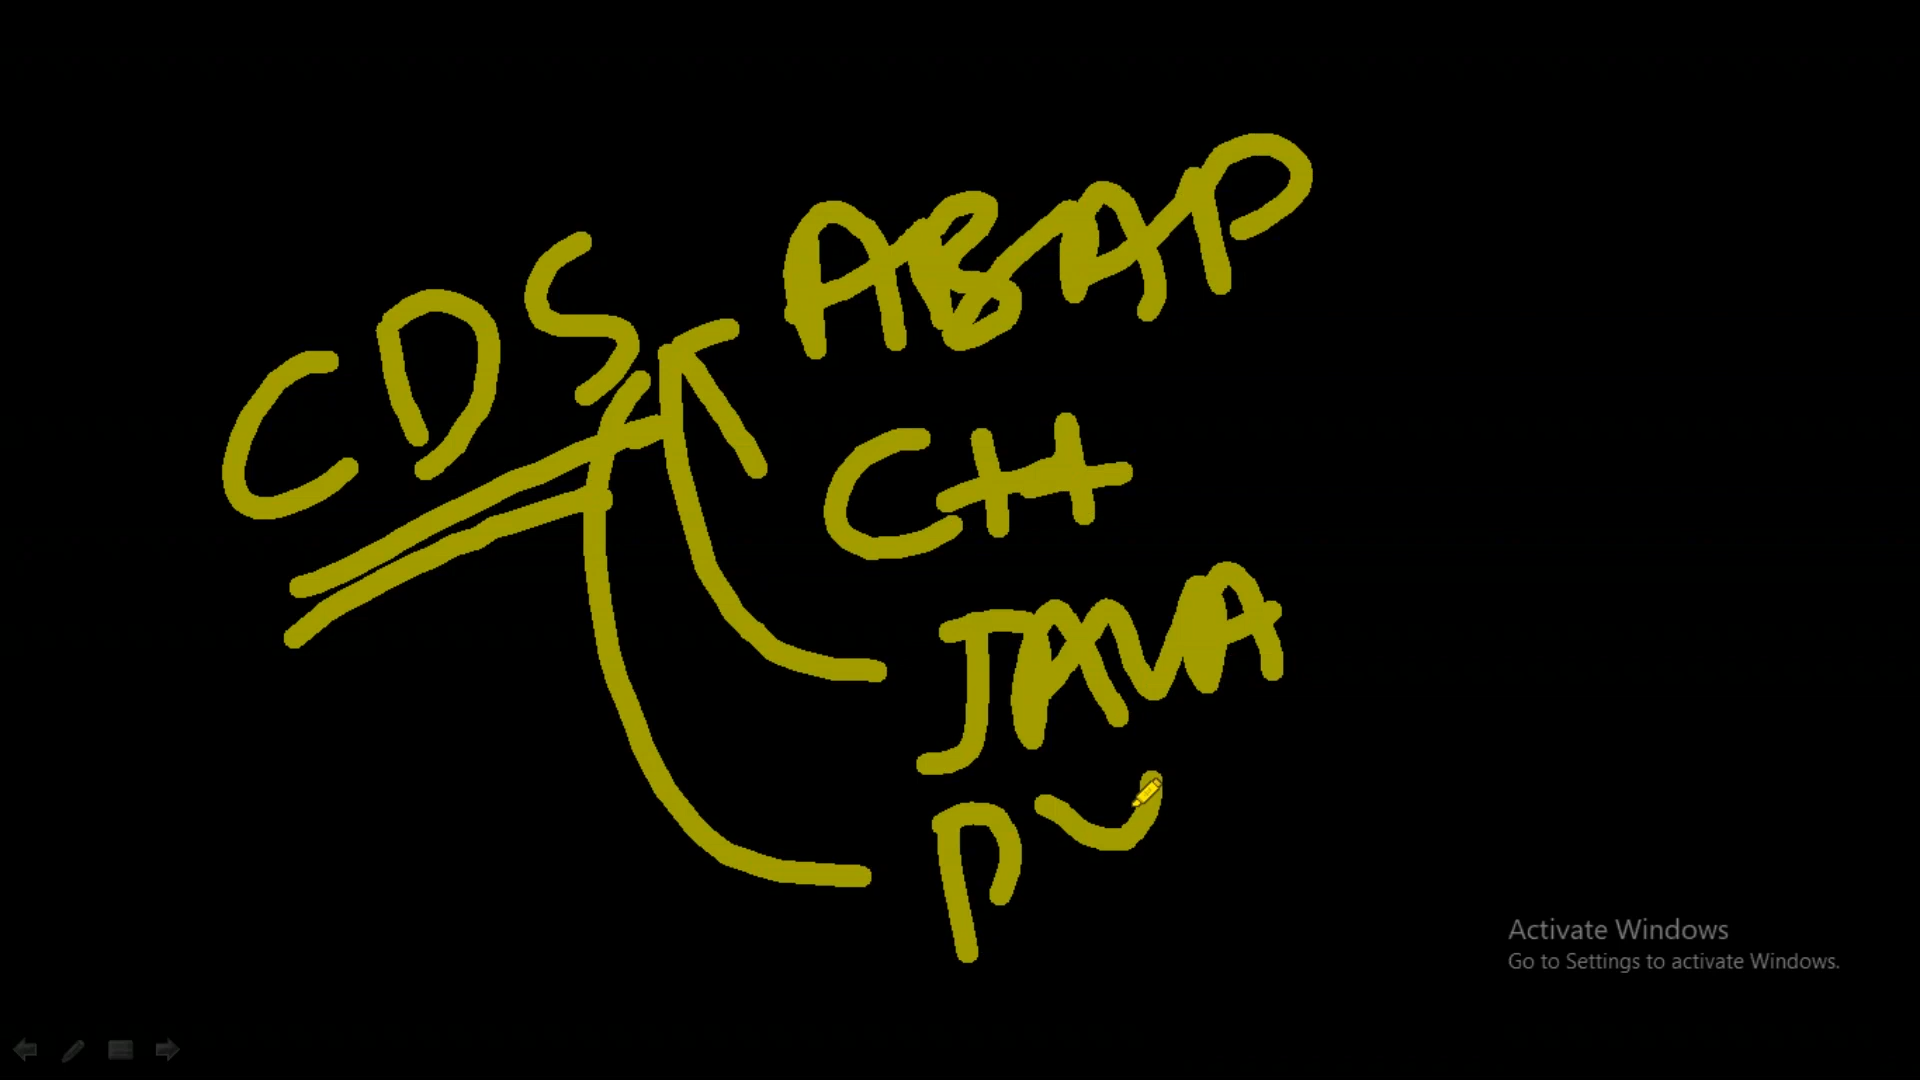 CDS
ABAP
C++
JAVA
P
Activate Windows
Go to Settings to activate Windows.